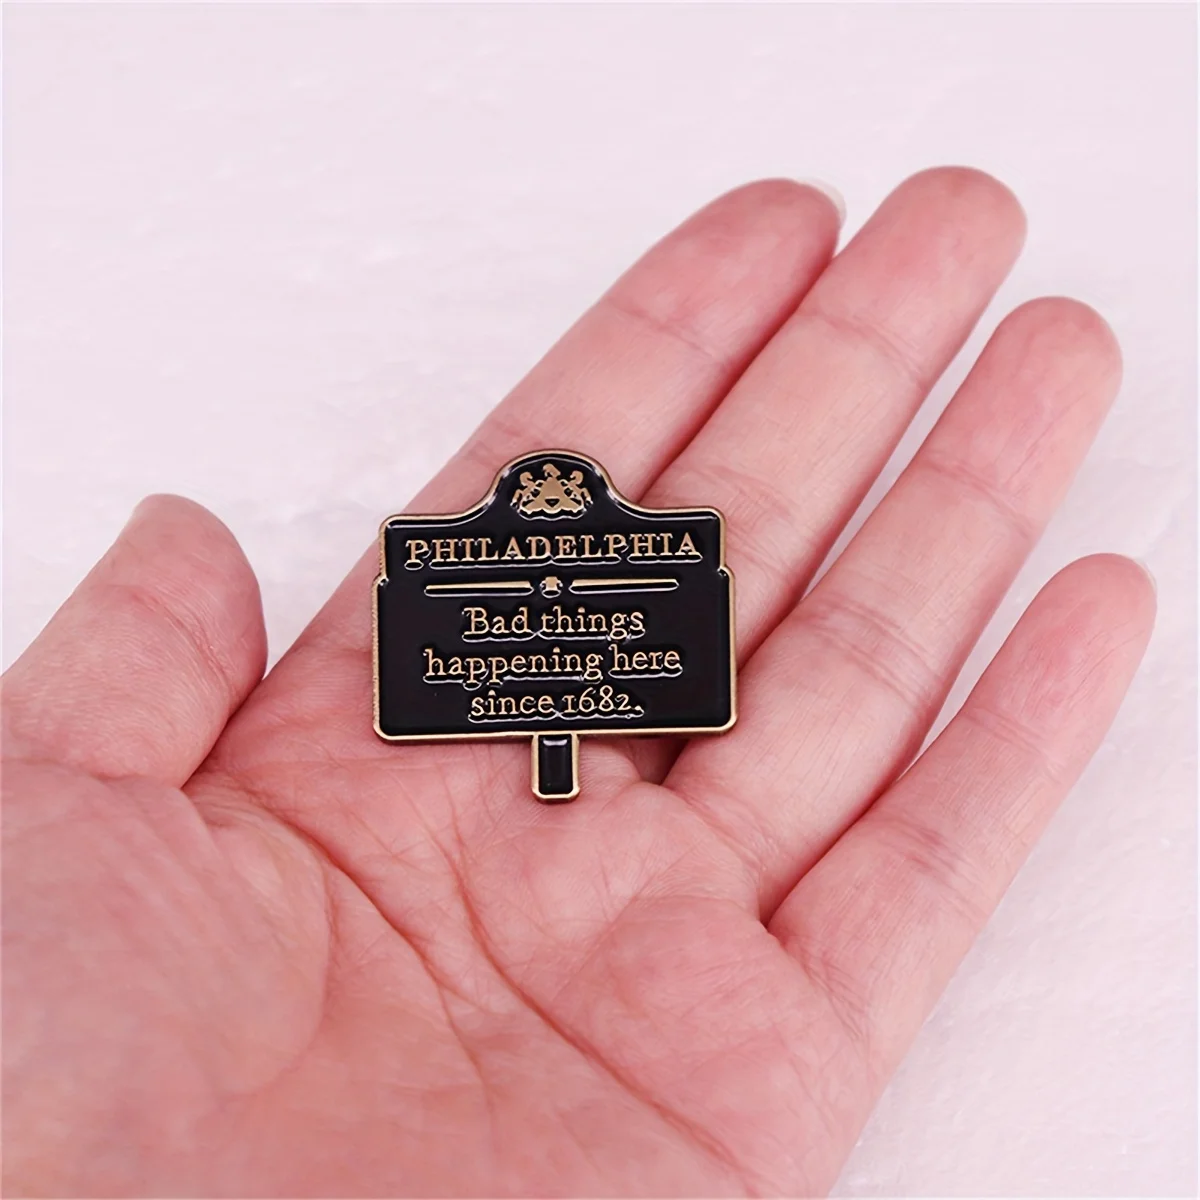 PHILADELPHIA
Bad things
happening here
since 1682.